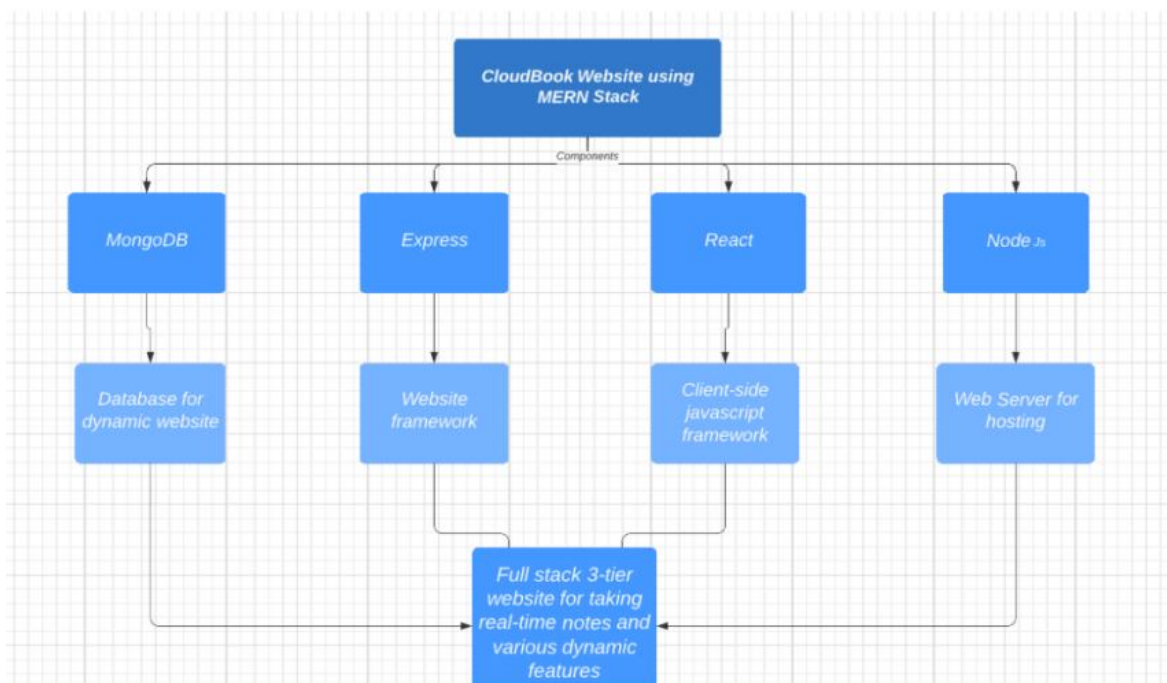 CloudBook Website using
MERN Stack
Components
MongoDB
Express
React
Node Js
Database for
dynamic website
Website
framework
Client-side
javascript
framework
Web Server for
hosting
Full stack 3-tier
website for taking
real-time notes and
various dynamic
features